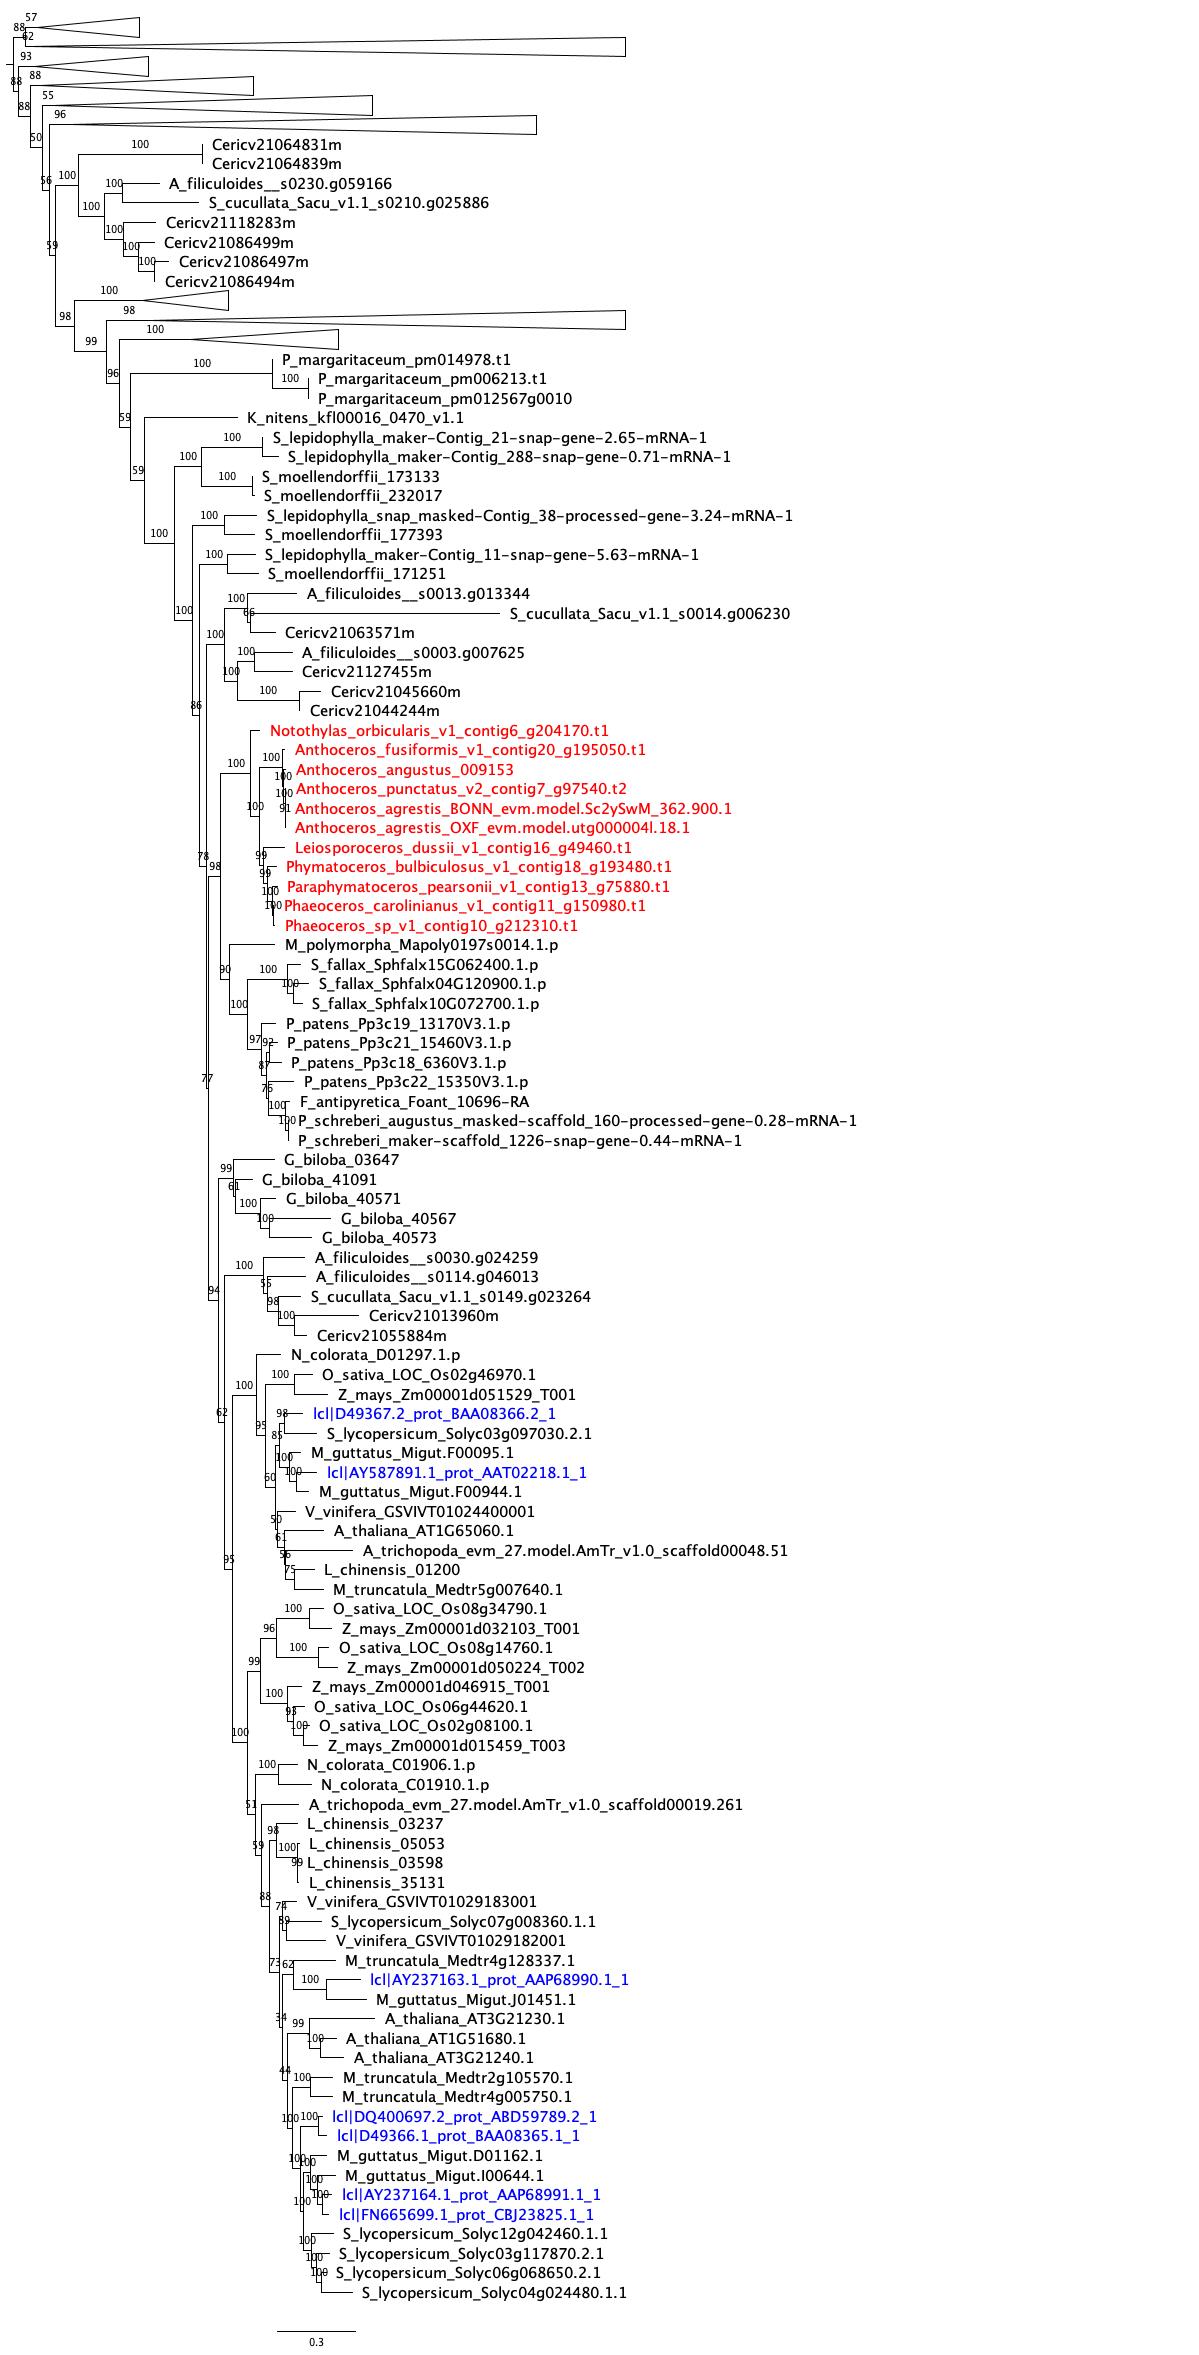 57
88
62
93
88
88
88
55
96
50
100
Cericv21064831m
Cericv21064839m
56
100
100
A_filiculoides__s0230.g059166
100
S_cucullata_Sacu_v1.1_s0210.g025886
100
Cericv21118283m
59
100
Cericv21086499m
100
Cericv21086497m
Cericv21086494m
100
98
98
100
99
P_margaritaceum_pm014978.t1
96
100
100
P_margaritaceum_pm006213.t1
P_margaritaceum_pm012567g0010
59
K_nitens_kfl00016_0470_v1.1
100
S_lepidophylla_maker-Contig_21-snap-gene-2.65-mRNA-1
S_lepidophylla_maker-Contig_288-snap-gene-0.71-mRNA-1
59
100
100
S_moellendorffii_173133
S_moellendorffii_232017
100
100
S_lepidophylla_snap_masked-Contig_38-processed-gene-3.24-mRNA-1
S_moellendorffii_177393
100
S_lepidophylla_maker-Contig_11-snap-gene-5.63-mRNA-1
S_moellendorffii_171251
100
100
A_filiculoides__s0013.g013344
66
S_cucullata_Sacu_v1.1_s0014.g006230
100
Cericv21063571m
100
A_filiculoides__s0003.g007625
100
Cericv21127455m
100
Cericv21045660m
86
Cericv21044244m
Notothylas_orbicularis_v1_contig6_g204170.t1
100
100
Anthoceros_fusiformis_v1_contig20_g195050.t1
100
Anthoceros_angustus_009153
100
Anthoceros_punctatus_v2_contig7_g97540.t2
100
91
Anthoceros_agrestis_BONN_evm.model.Sc2ySwM_362.900.1
Anthoceros_agrestis_OXF_evm.model.utg000004l.18.1
78
99
Leiosporoceros_dussii_v1_contig16_g49460.t1
98
99
Phymatoceros_bulbiculosus_v1_contig18_g193480.t1
100
Paraphymatoceros_pearsonii_v1_contig13_g75880.t1
100
Phaeoceros_carolinianus_v1_contig11_g150980.t1
Phaeoceros_sp_v1_contig10_g212310.t1
90
M_polymorpha_Mapoly0197s0014.1.p
100
S_fallax_Sphfalx15G062400.1.p
100
S_fallax_Sphfalx04G120900.1.p
100
S_fallax_Sphfalx10G072700.1.p
P_patens_Pp3c19_13170V3.1.p
97
92
P_patens_Pp3c21_15460V3.1.p
87
P_patens_Pp3c18_6360V3.1.p
77
76
P_patens_Pp3c22_15350V3.1.p
100
F_antipyretica_Foant_10696-RA
100
P_schreberi_augustus_masked-scaffold_160-processed-gene-0.28-mRNA-1
P_schreberi_maker-scaffold_1226-snap-gene-0.44-mRNA-1
99
G_biloba_03647
61
G_biloba_41091
100
G_biloba_40571
100
G_biloba_40567
G_biloba_40573
94
100
A_filiculoides__s0030.g024259
55
A_filiculoides__s0114.g046013
98
S_cucullata_Sacu_v1.1_s0149.g023264
100
Cericv21013960m
Cericv21055884m
N_colorata_D01297.1.p
100
100
O_sativa_LOC_Os02g46970.1
Z_mays_Zm00001d051529_T001
62
95
98
lcl|D49367.2_prot_BAA08366.2_1
85
S_lycopersicum_Solyc03g097030.2.1
100
M_guttatus_Migut.F00095.1
60
100
lcl|AY587891.1_prot_AAT02218.1_1
M_guttatus_Migut.F00944.1
50
V_vinifera_GSVIVT01024400001
61
A_thaliana_AT1G65060.1
95
56
A_trichopoda_evm_27.model.AmTr_v1.0_scaffold00048.51
75
L_chinensis_01200
M_truncatula_Medtr5g007640.1
100
O_sativa_LOC_Os08g34790.1
96
Z_mays_Zm00001d032103_T001
100
O_sativa_LOC_Os08g14760.1
99
Z_mays_Zm00001d050224_T002
100
Z_mays_Zm00001d046915_T001
93
O_sativa_LOC_Os06g44620.1
100
100
O_sativa_LOC_Os02g08100.1
Z_mays_Zm00001d015459_T003
100
N_colorata_C01906.1.p
N_colorata_C01910.1.p
51
A_trichopoda_evm_27.model.AmTr_v1.0_scaffold00019.261
98
L_chinensis_03237
59
100
L_chinensis_05053
99
L_chinensis_03598
L_chinensis_35131
88
74
V_vinifera_GSVIVT01029183001
59
S_lycopersicum_Solyc07g008360.1.1
V_vinifera_GSVIVT01029182001
73
62
M_truncatula_Medtr4g128337.1
100
lcl|AY237163.1_prot_AAP68990.1_1
M_guttatus_Migut.J01451.1
34
99
A_thaliana_AT3G21230.1
100
A_thaliana_AT1G51680.1
A_thaliana_AT3G21240.1
44
100
M_truncatula_Medtr2g105570.1
M_truncatula_Medtr4g005750.1
100
100
lcl|DQ400697.2_prot_ABD59789.2_1
lcl|D49366.1_prot_BAA08365.1_1
100
100
M_guttatus_Migut.D01162.1
100
M_guttatus_Migut.I00644.1
100
100
lcl|AY237164.1_prot_AAP68991.1_1
lcl|FN665699.1_prot_CBJ23825.1_1
100
S_lycopersicum_Solyc12g042460.1.1
100
S_lycopersicum_Solyc03g117870.2.1
100
S_lycopersicum_Solyc06g068650.2.1
S_lycopersicum_Solyc04g024480.1.1
0.3